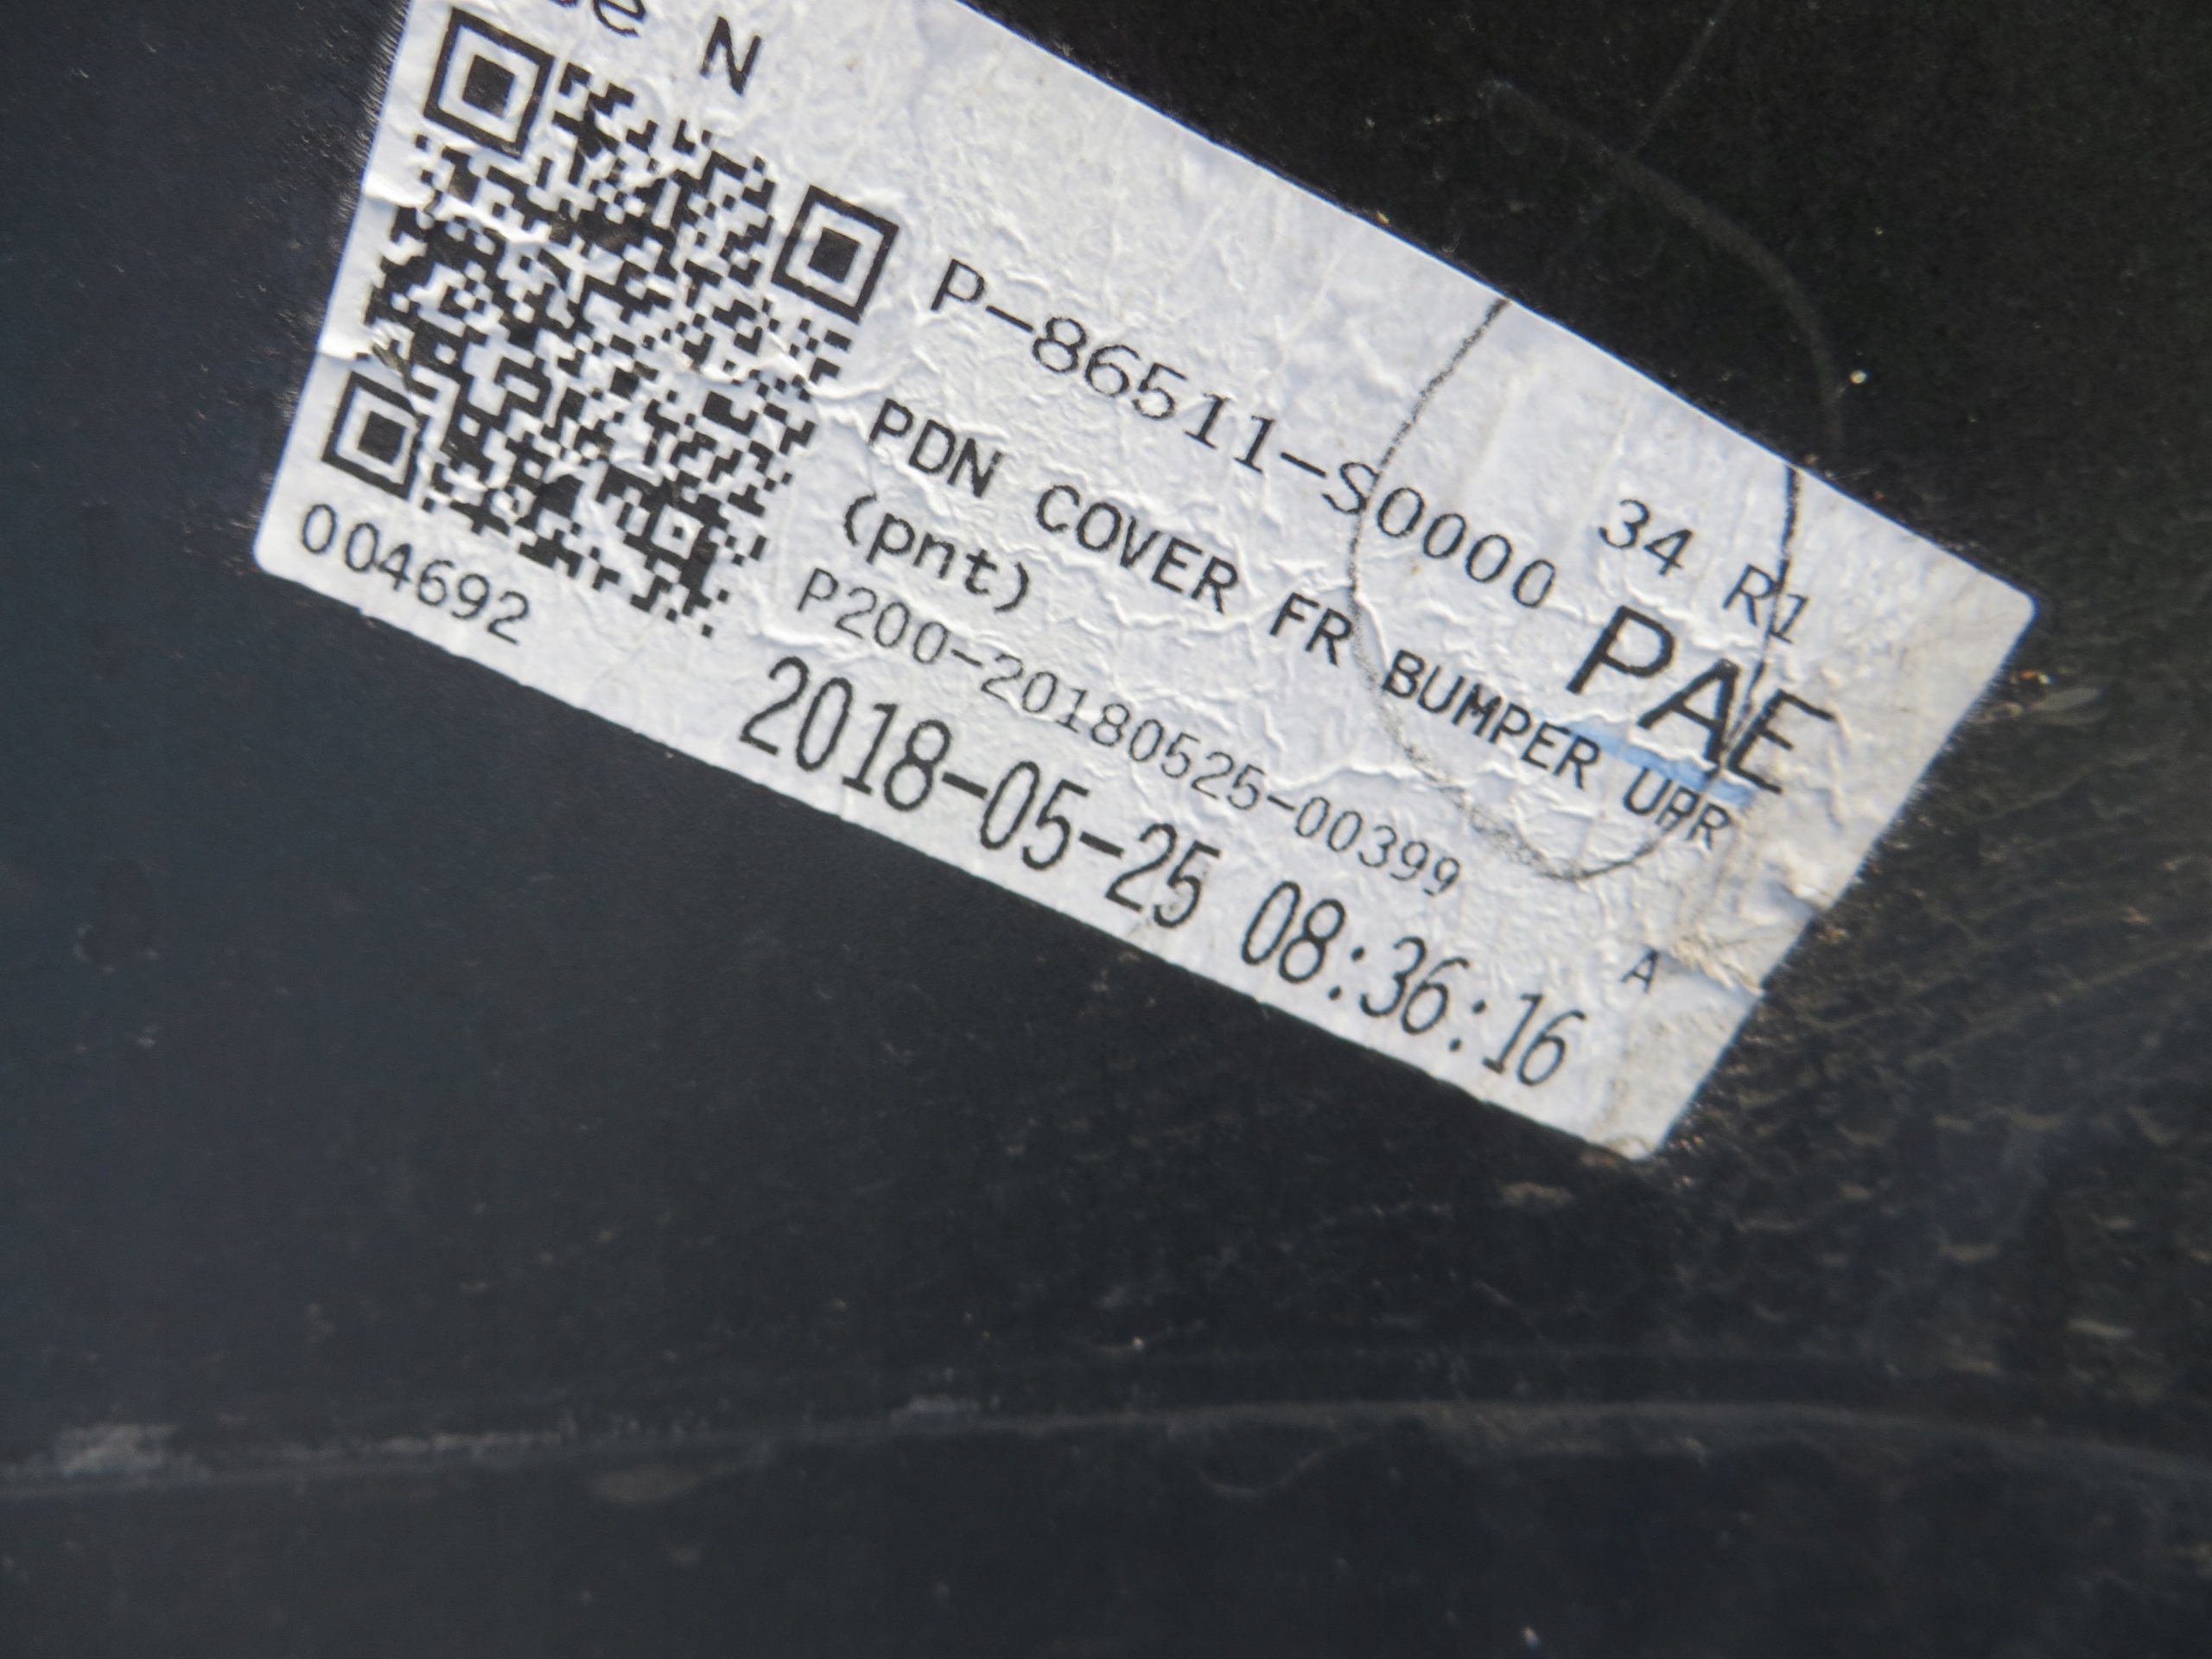 N
34 R1
P-86511-S0000 PAE
PDN COVER FR BUMPER UPR
(pnt)
P200-20180525-00399
A
004692
2018-05-25 08:36:16